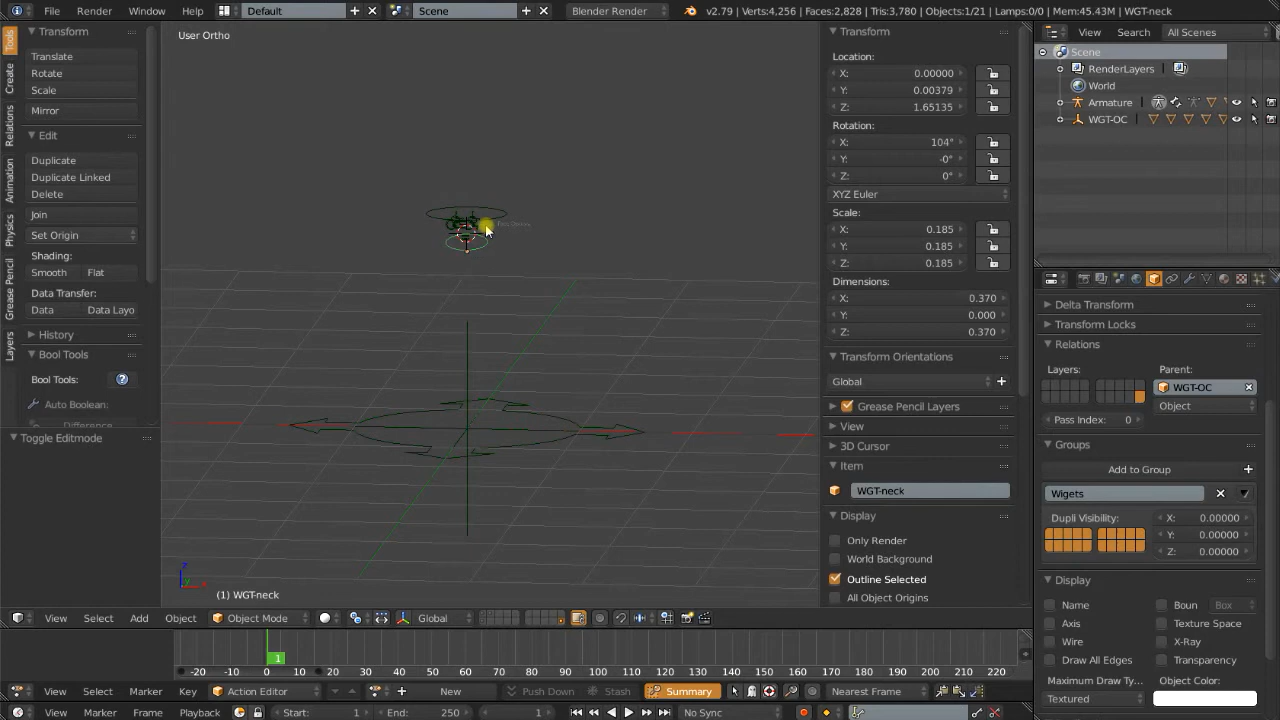 File Render Window Help Default Scene Blender Render v2.79 | Verts:4,256 | Faces:2,828 | Tris:3,780 | Objects:1/21 | Lamps:0/0 | Mem:45.43M | WGT-neck
Tools
Create
Relations
Animation
Physics
Grease Pencil
Layers
Transform
Translate
Rotate
Scale
Mirror
Edit
Duplicate
Duplicate Linked
Delete
Join
Set Origin
Shading:
Smooth Flat
Data Transfer:
Data Data Layo
History
Bool Tools
Bool Tools:
Auto Boolean:
Difference
Toggle Editmode
User Ortho
(1) WGT-neck
Transform
Location:
X: 0.00000
Y: 0.00379
Z: 1.65135
Rotation:
X: 104°
Y: -0°
Z: 0°
XYZ Euler
Scale:
X: 0.185
Y: 0.185
Z: 0.185
Dimensions:
X: 0.370
Y: 0.000
Z: 0.370
Transform Orientations
Global
Grease Pencil Layers
View
3D Cursor
Item
WGT-neck
Display
Only Render
World Background
Outline Selected
All Object Origins
View Search All Scenes
Scene
RenderLayers
World
Armature
WGT-OC
Delta Transform
Transform Locks
Relations
Layers: Parent:
WGT-OC
Object
Pass Index: 0
Groups
Add to Group
Wigets
Dupli Visibility: X: 0.00000
Y: 0.00000
Z: 0.00000
Display
Name Boun Box
Axis Texture Space
Wire X-Ray
Draw All Edges Transparency
Maximum Draw Ty... Object Color:
Textured
View Select Add Object Object Mode Global
1
-20 -10 0 10 20 30 40 50 60 70 80 90 100 110 120 130 140 150 160 170 180 190 200 210 220
View Select Marker Key Action Editor New Push Down Stash Summary Nearest Frame
View Marker Frame Playback Start: 1 End: 250 1 No Sync